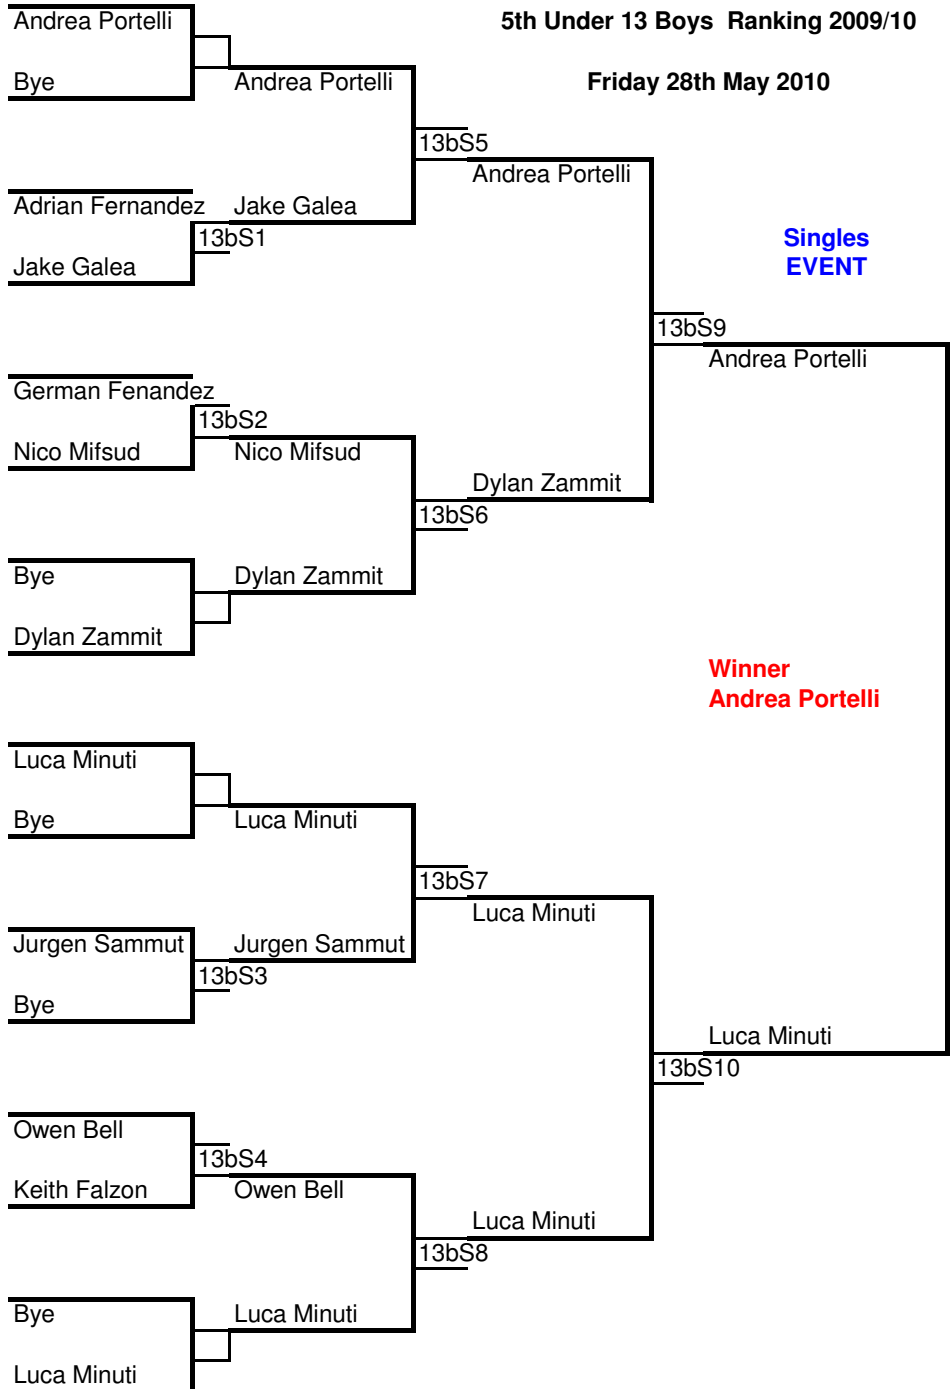 Andrea Portelli
5th Under 13 Boys  Ranking 2009/10
Bye
Andrea Portelli
Friday 28th May 2010
13bS5
Andrea Portelli
Adrian Fernandez
Jake Galea
13bS1
Singles
EVENT
Jake Galea
13bS9
Andrea Portelli
German Fenandez
13bS2
Nico Mifsud
Nico Mifsud
Dylan Zammit
13bS6
Bye
Dylan Zammit
Dylan Zammit
Winner
Andrea Portelli
Luca Minuti
Bye
Luca Minuti
13bS7
Luca Minuti
Jurgen Sammut
Jurgen Sammut
13bS3
Bye
Luca Minuti
13bS10
Owen Bell
13bS4
Keith Falzon
Owen Bell
Luca Minuti
13bS8
Bye
Luca Minuti
Luca Minuti